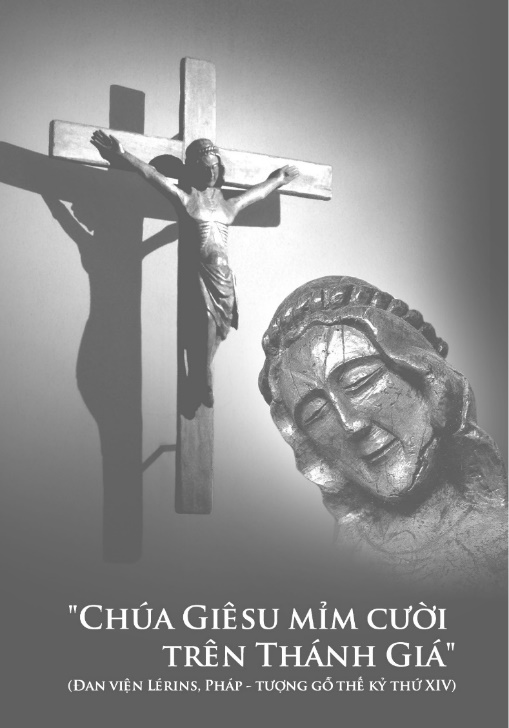 "CHÚA GIÊSU MỈM CƯỜI
TRÊN THÁNH GIÁ"
(ĐAN VIỆN LÉRINS, PHÁP - TƯỢNG GỖ THẾ KỶ THỨ XIV)